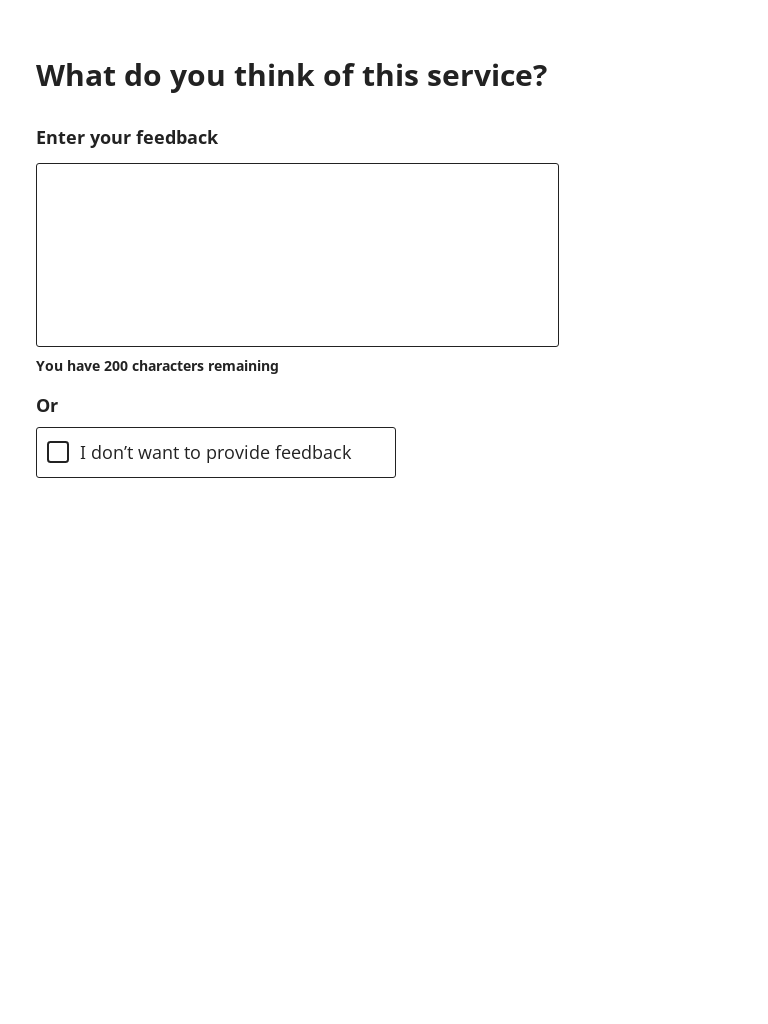 What do you think of this service?
Enter your feedback
You have 200 characters remaining
Or
I don’t want to provide feedback